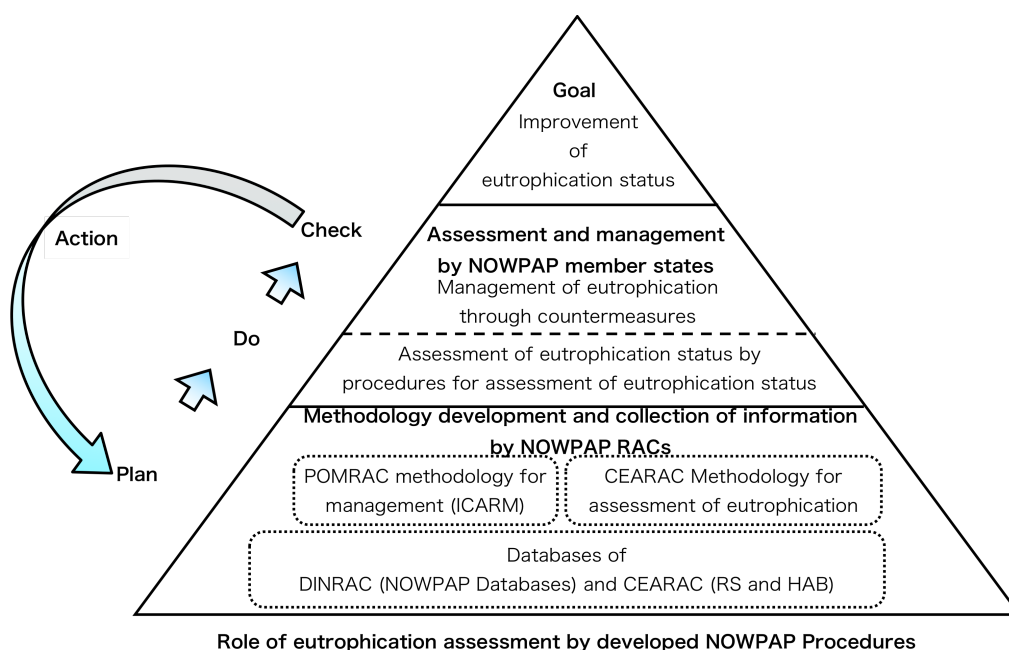 Goal
Improvement
of
eutrophication status
Check
Action
Do
Plan
Assessment and management
by NOWPAP member states
Management of eutrophication
through countermeasures
Assessment of eutrophication status by
procedures for assessment of eutrophication status
Methodology development and collection of information
by NOWPAP RACs
POMRAC methodology for
management (ICARM)
CEARAC Methodology for
assessment of eutrophication
Databases of
DINRAC (NOWPAP Databases) and CEARAC (RS and HAB)
Role of eutrophication assessment by developed NOWPAP Procedures